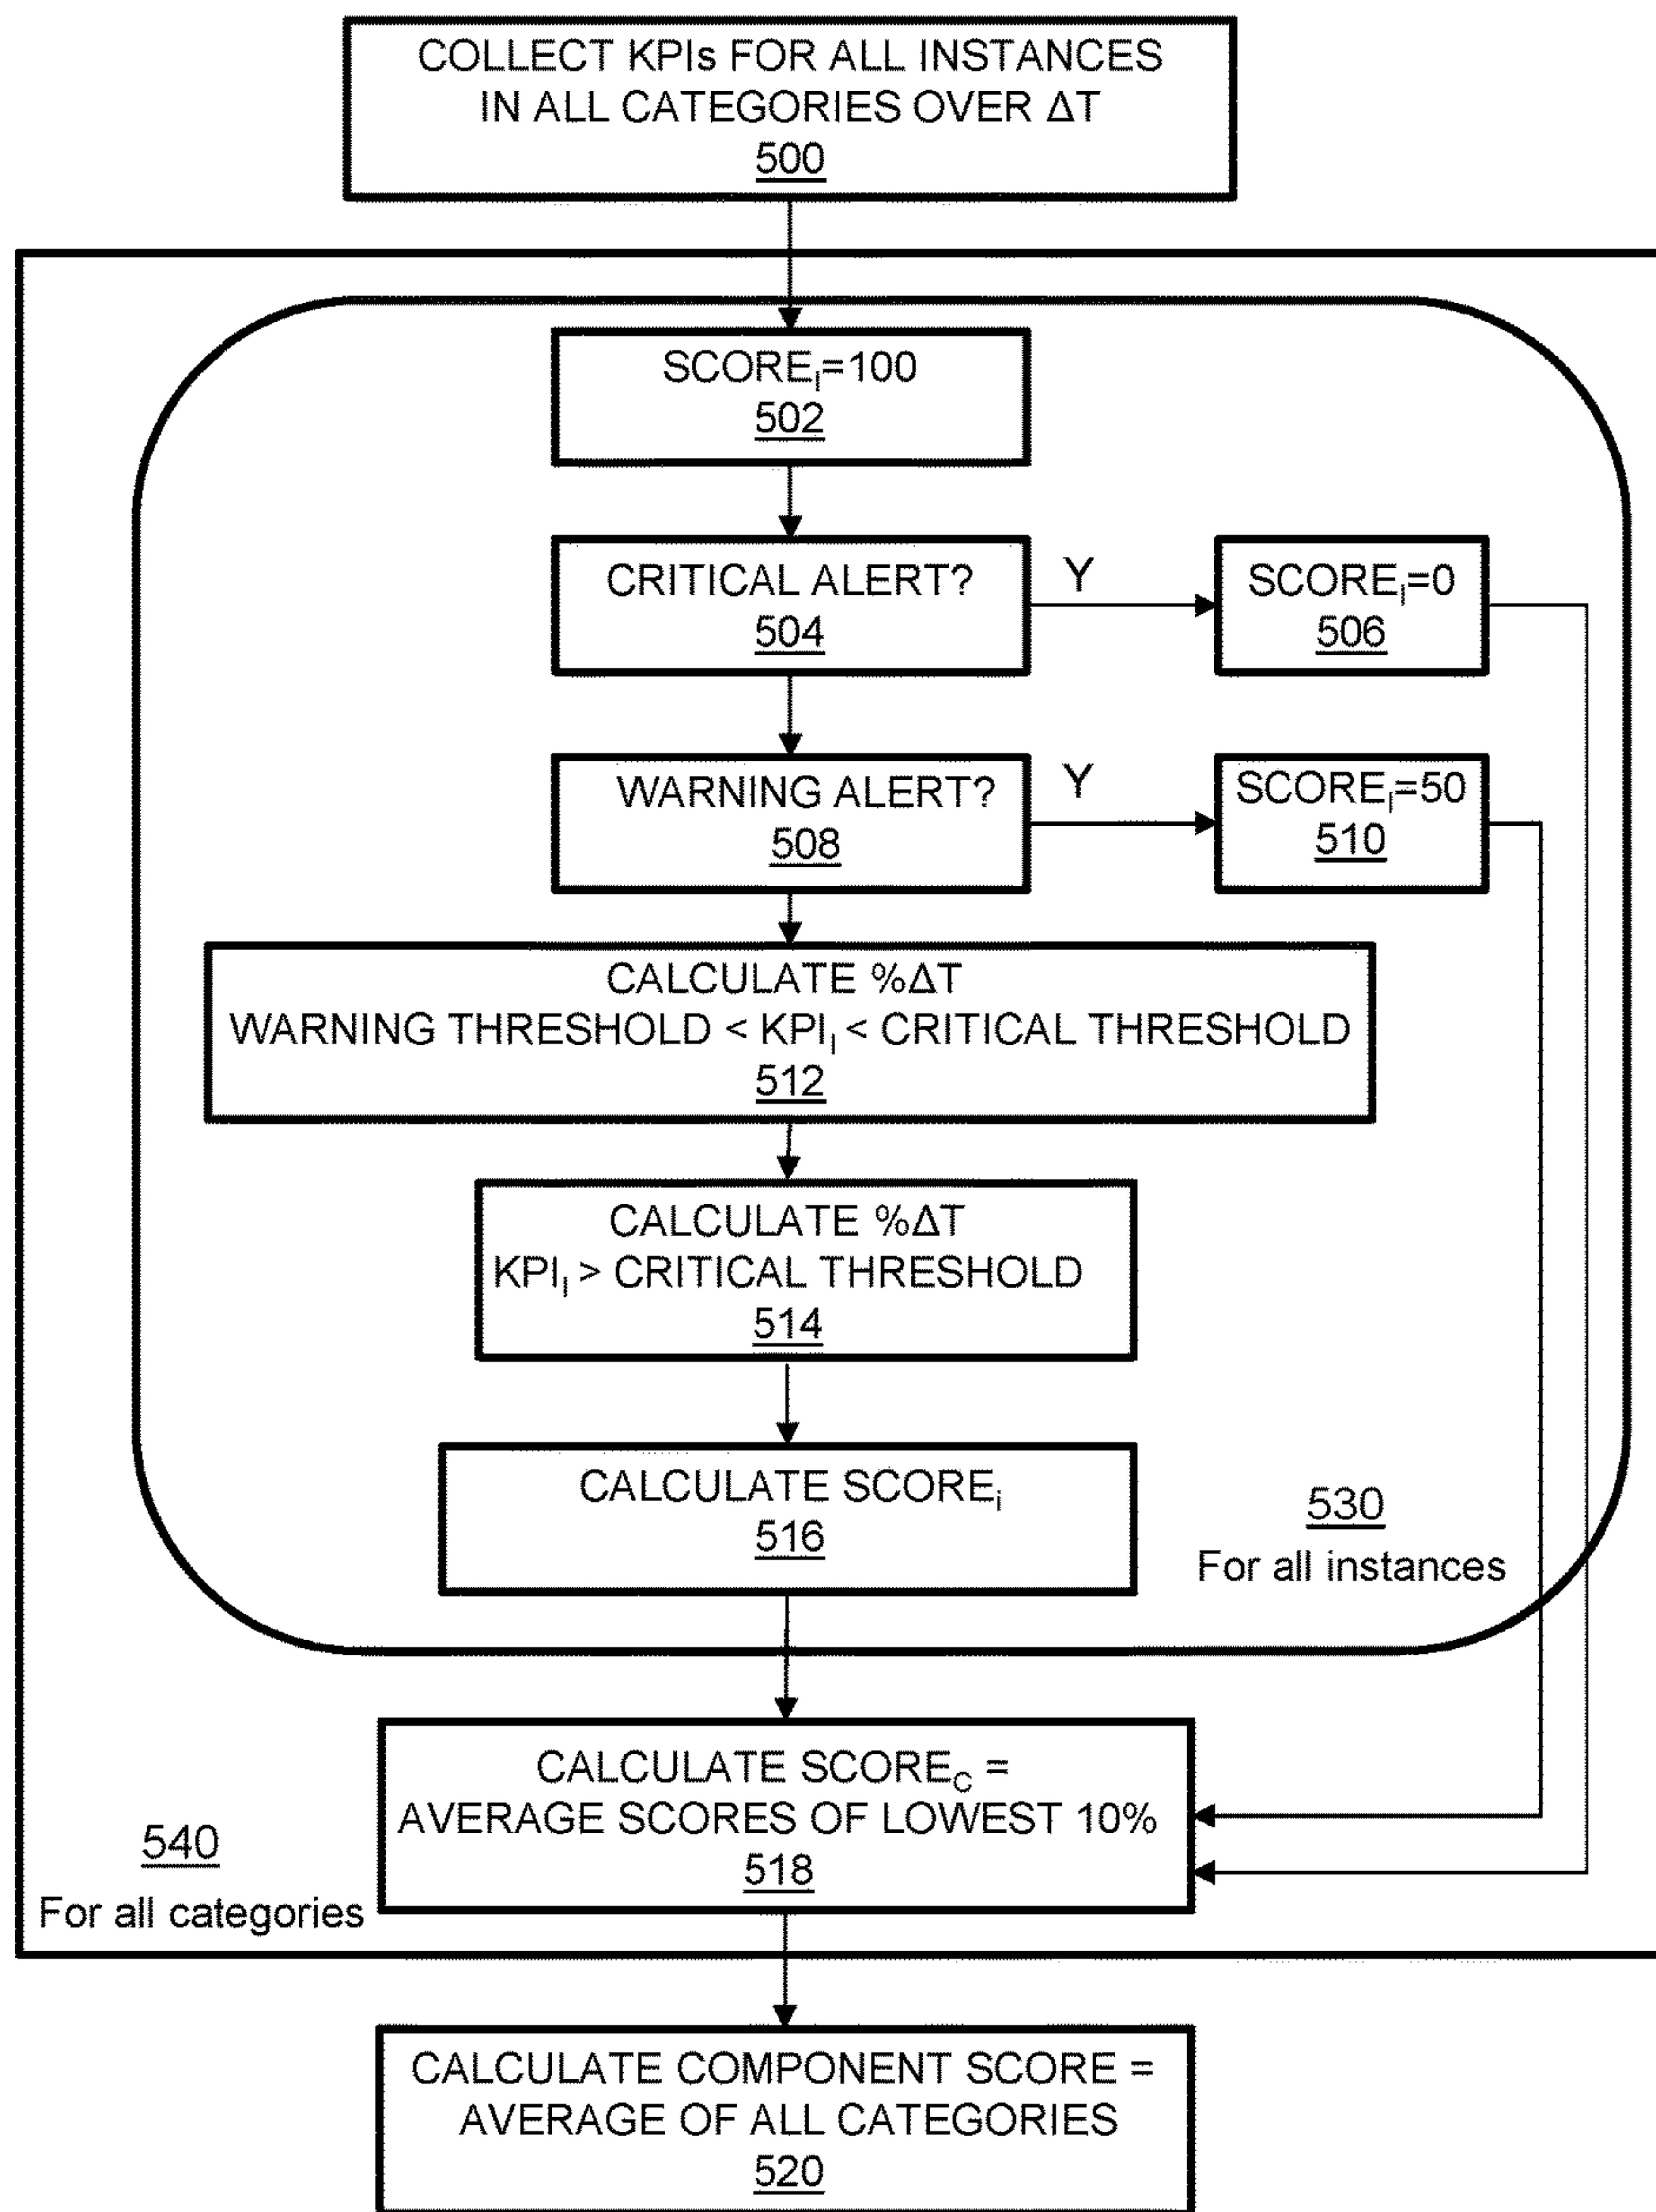 COLLECT KPIs FOR ALL INSTANCES
IN ALL CATEGORIES OVER ΔT
500
SCOREI=100
502
CRITICAL ALERT?
504
Y
SCOREI=0
506
WARNING ALERT?
508
Y
SCOREI=50
510
CALCULATE %ΔT
WARNING THRESHOLD < KPII < CRITICAL THRESHOLD
512
CALCULATE %ΔT
KPII > CRITICAL THRESHOLD
514
CALCULATE SCOREi
516
530
For all instances
CALCULATE SCOREC =
AVERAGE SCORES OF LOWEST 10%
518
540
For all categories
CALCULATE COMPONENT SCORE =
AVERAGE OF ALL CATEGORIES
520